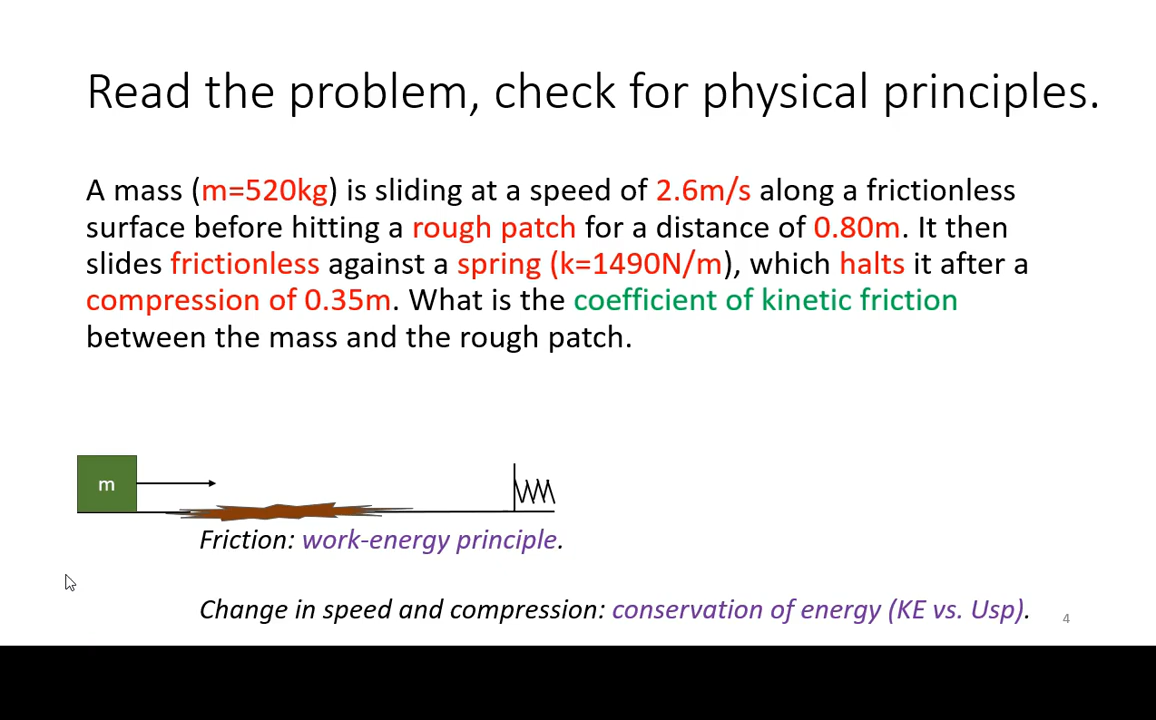 Read the problem, check for physical principles.
A mass (m=520kg) is sliding at a speed of 2.6m/s along a frictionless
surface before hitting a rough patch for a distance of 0.80m. It then
slides frictionless against a spring (k=1490N/m), which halts it after a
compression of 0.35m. What is the coefficient of kinetic friction
between the mass and the rough patch.
m
Friction: work-energy principle.
Change in speed and compression: conservation of energy (KE vs. Usp).
4